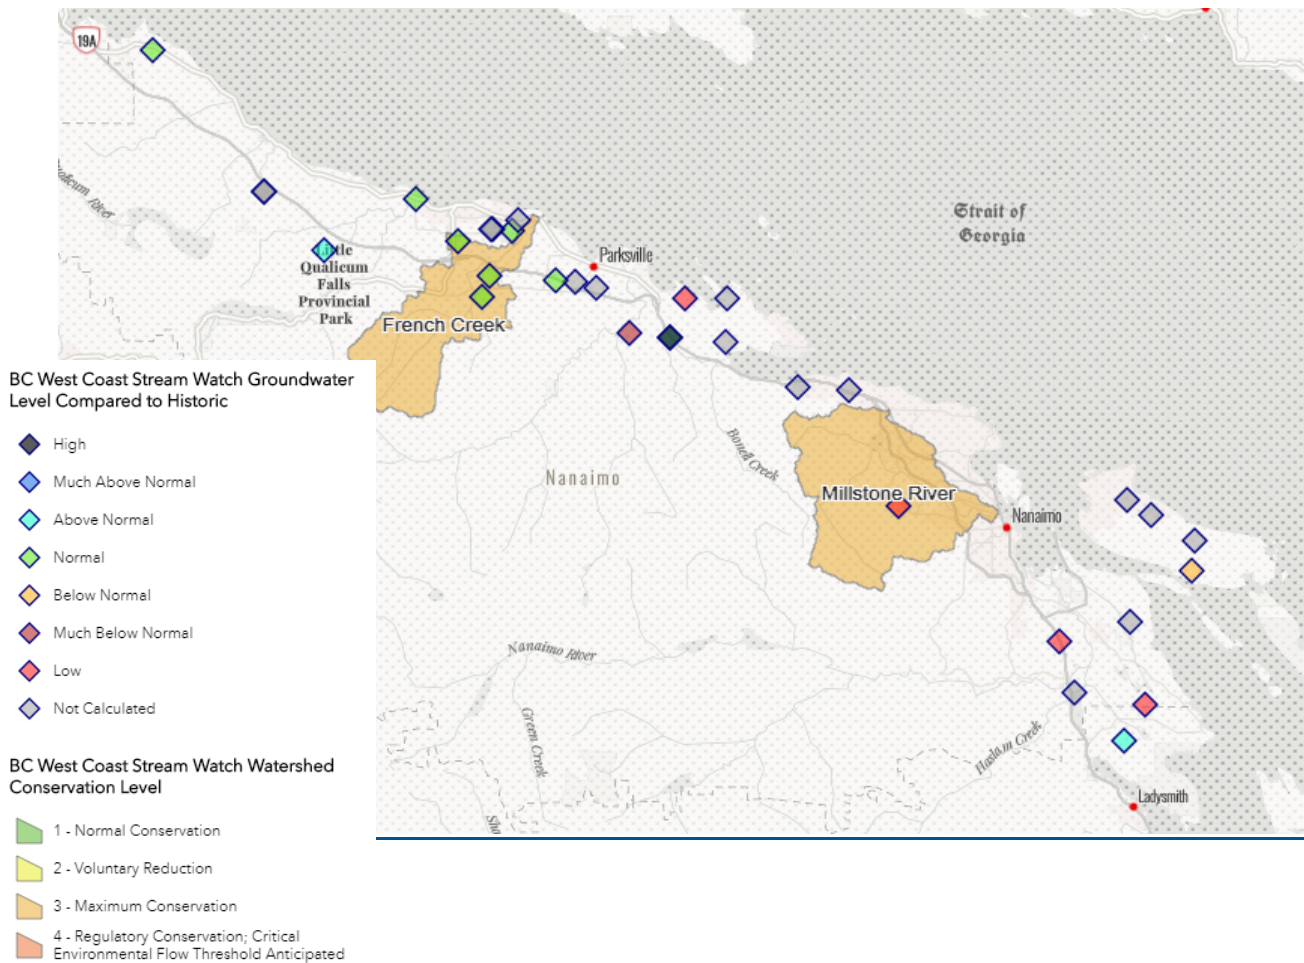 19A
Qualicum River
Strait of
Georgia
Little
Qualicum
Falls
Provincial
Park
Parksville
French Creek
BC West Coast Stream Watch Groundwater
Level Compared to Historic
High
Much Above Normal
Above Normal
Normal
Below Normal
Much Below Normal
Low
Not Calculated
Bonell Creek
Nanaimo
Millstone River
Nanaimo
Nanaimo River
Green Creek
Haslam Creek
Ladysmith
Sha
BC West Coast Stream Watch Watershed
Conservation Level
1 - Normal Conservation
2 - Voluntary Reduction
3 - Maximum Conservation
4 - Regulatory Conservation; Critical
Environmental Flow Threshold Anticipated